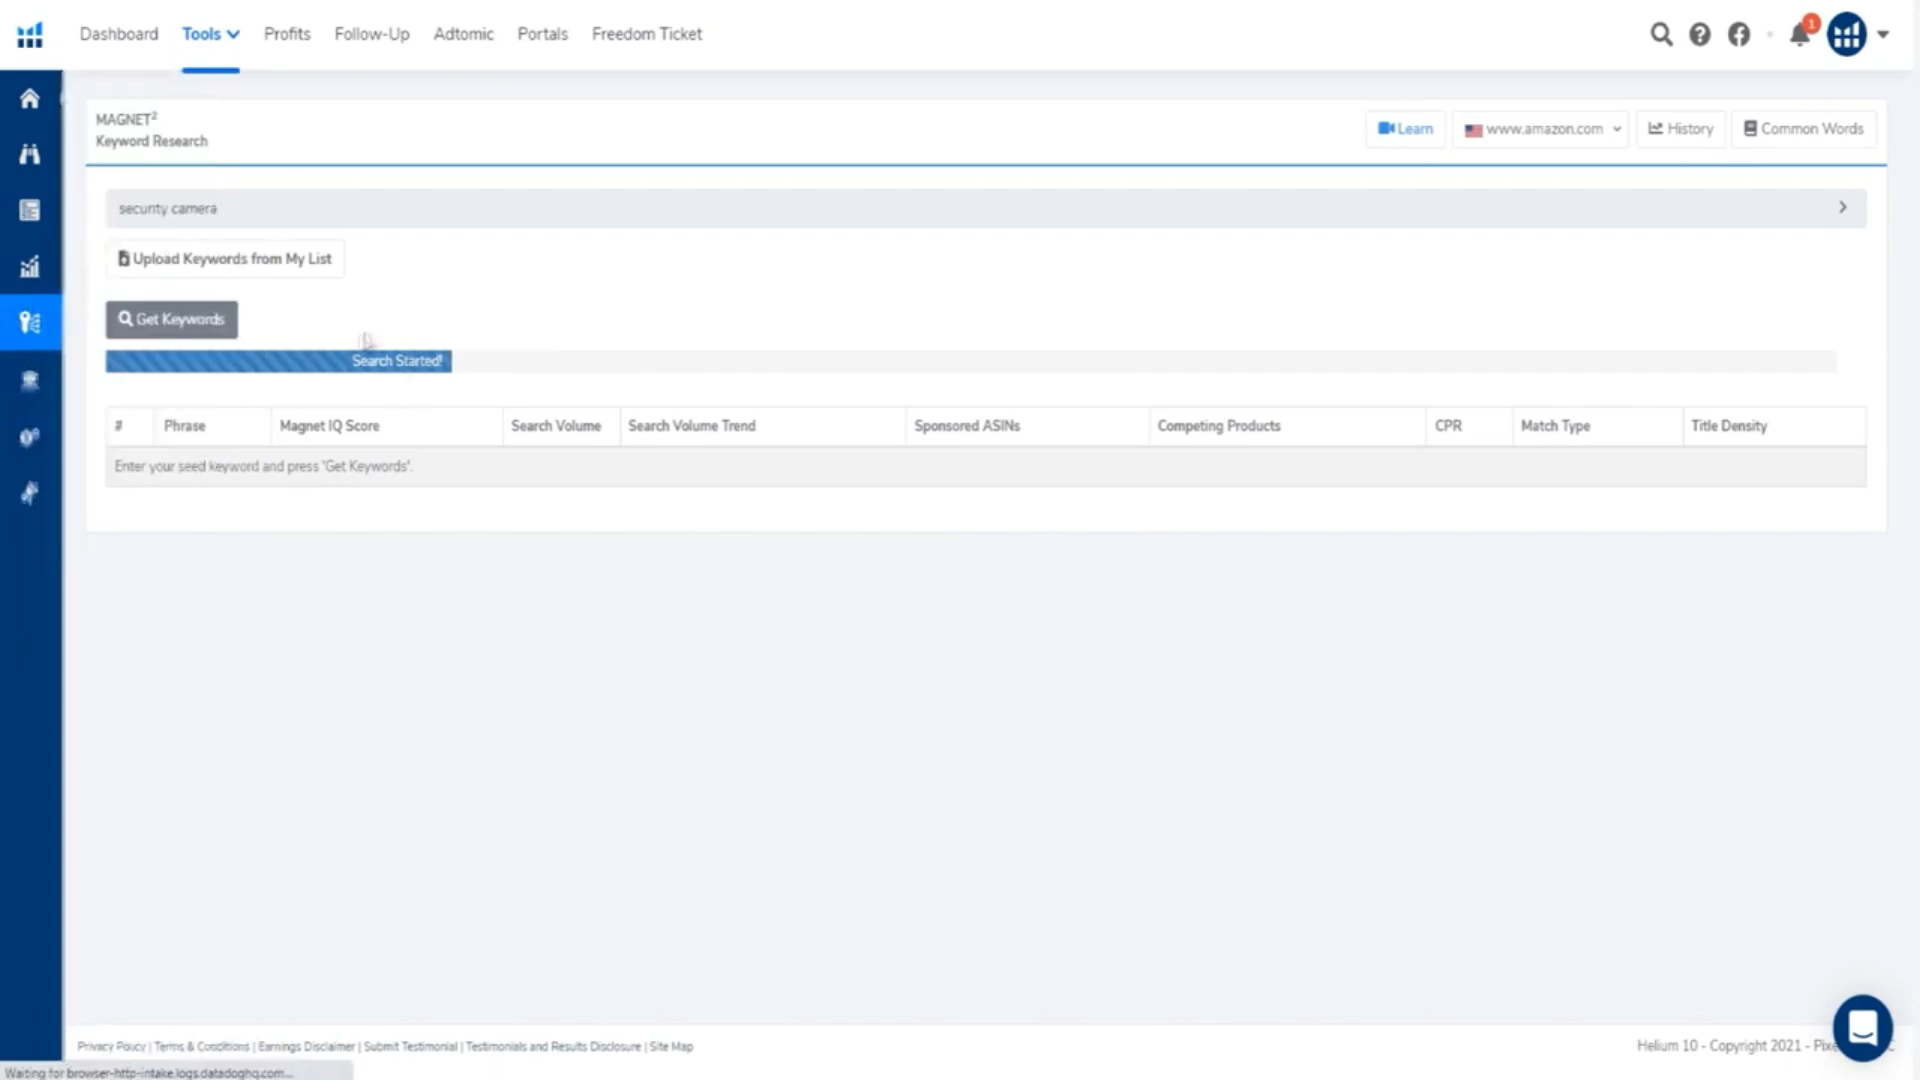 Dashboard Tools Profits Follow-Up Adtomic Portals Freedom Ticket
1
MAGNET²
Keyword Research
Learn www.amazon.com History Common Words
security camera
Upload Keywords from My List
Get Keywords
Search Started!
# Phrase Magnet IQ Score Search Volume Search Volume Trend Sponsored ASINs Competing Products CPR Match Type Title Density
Enter your seed keyword and press 'Get Keywords'.
Privacy Policy | Terms & Conditions | Earnings Disclaimer | Submit Testimonial | Testimonials and Results Disclosure | Site Map
Helium 10 - Copyright 2021 -
Waiting for browser-http-intake.logs.datadoghq.com...